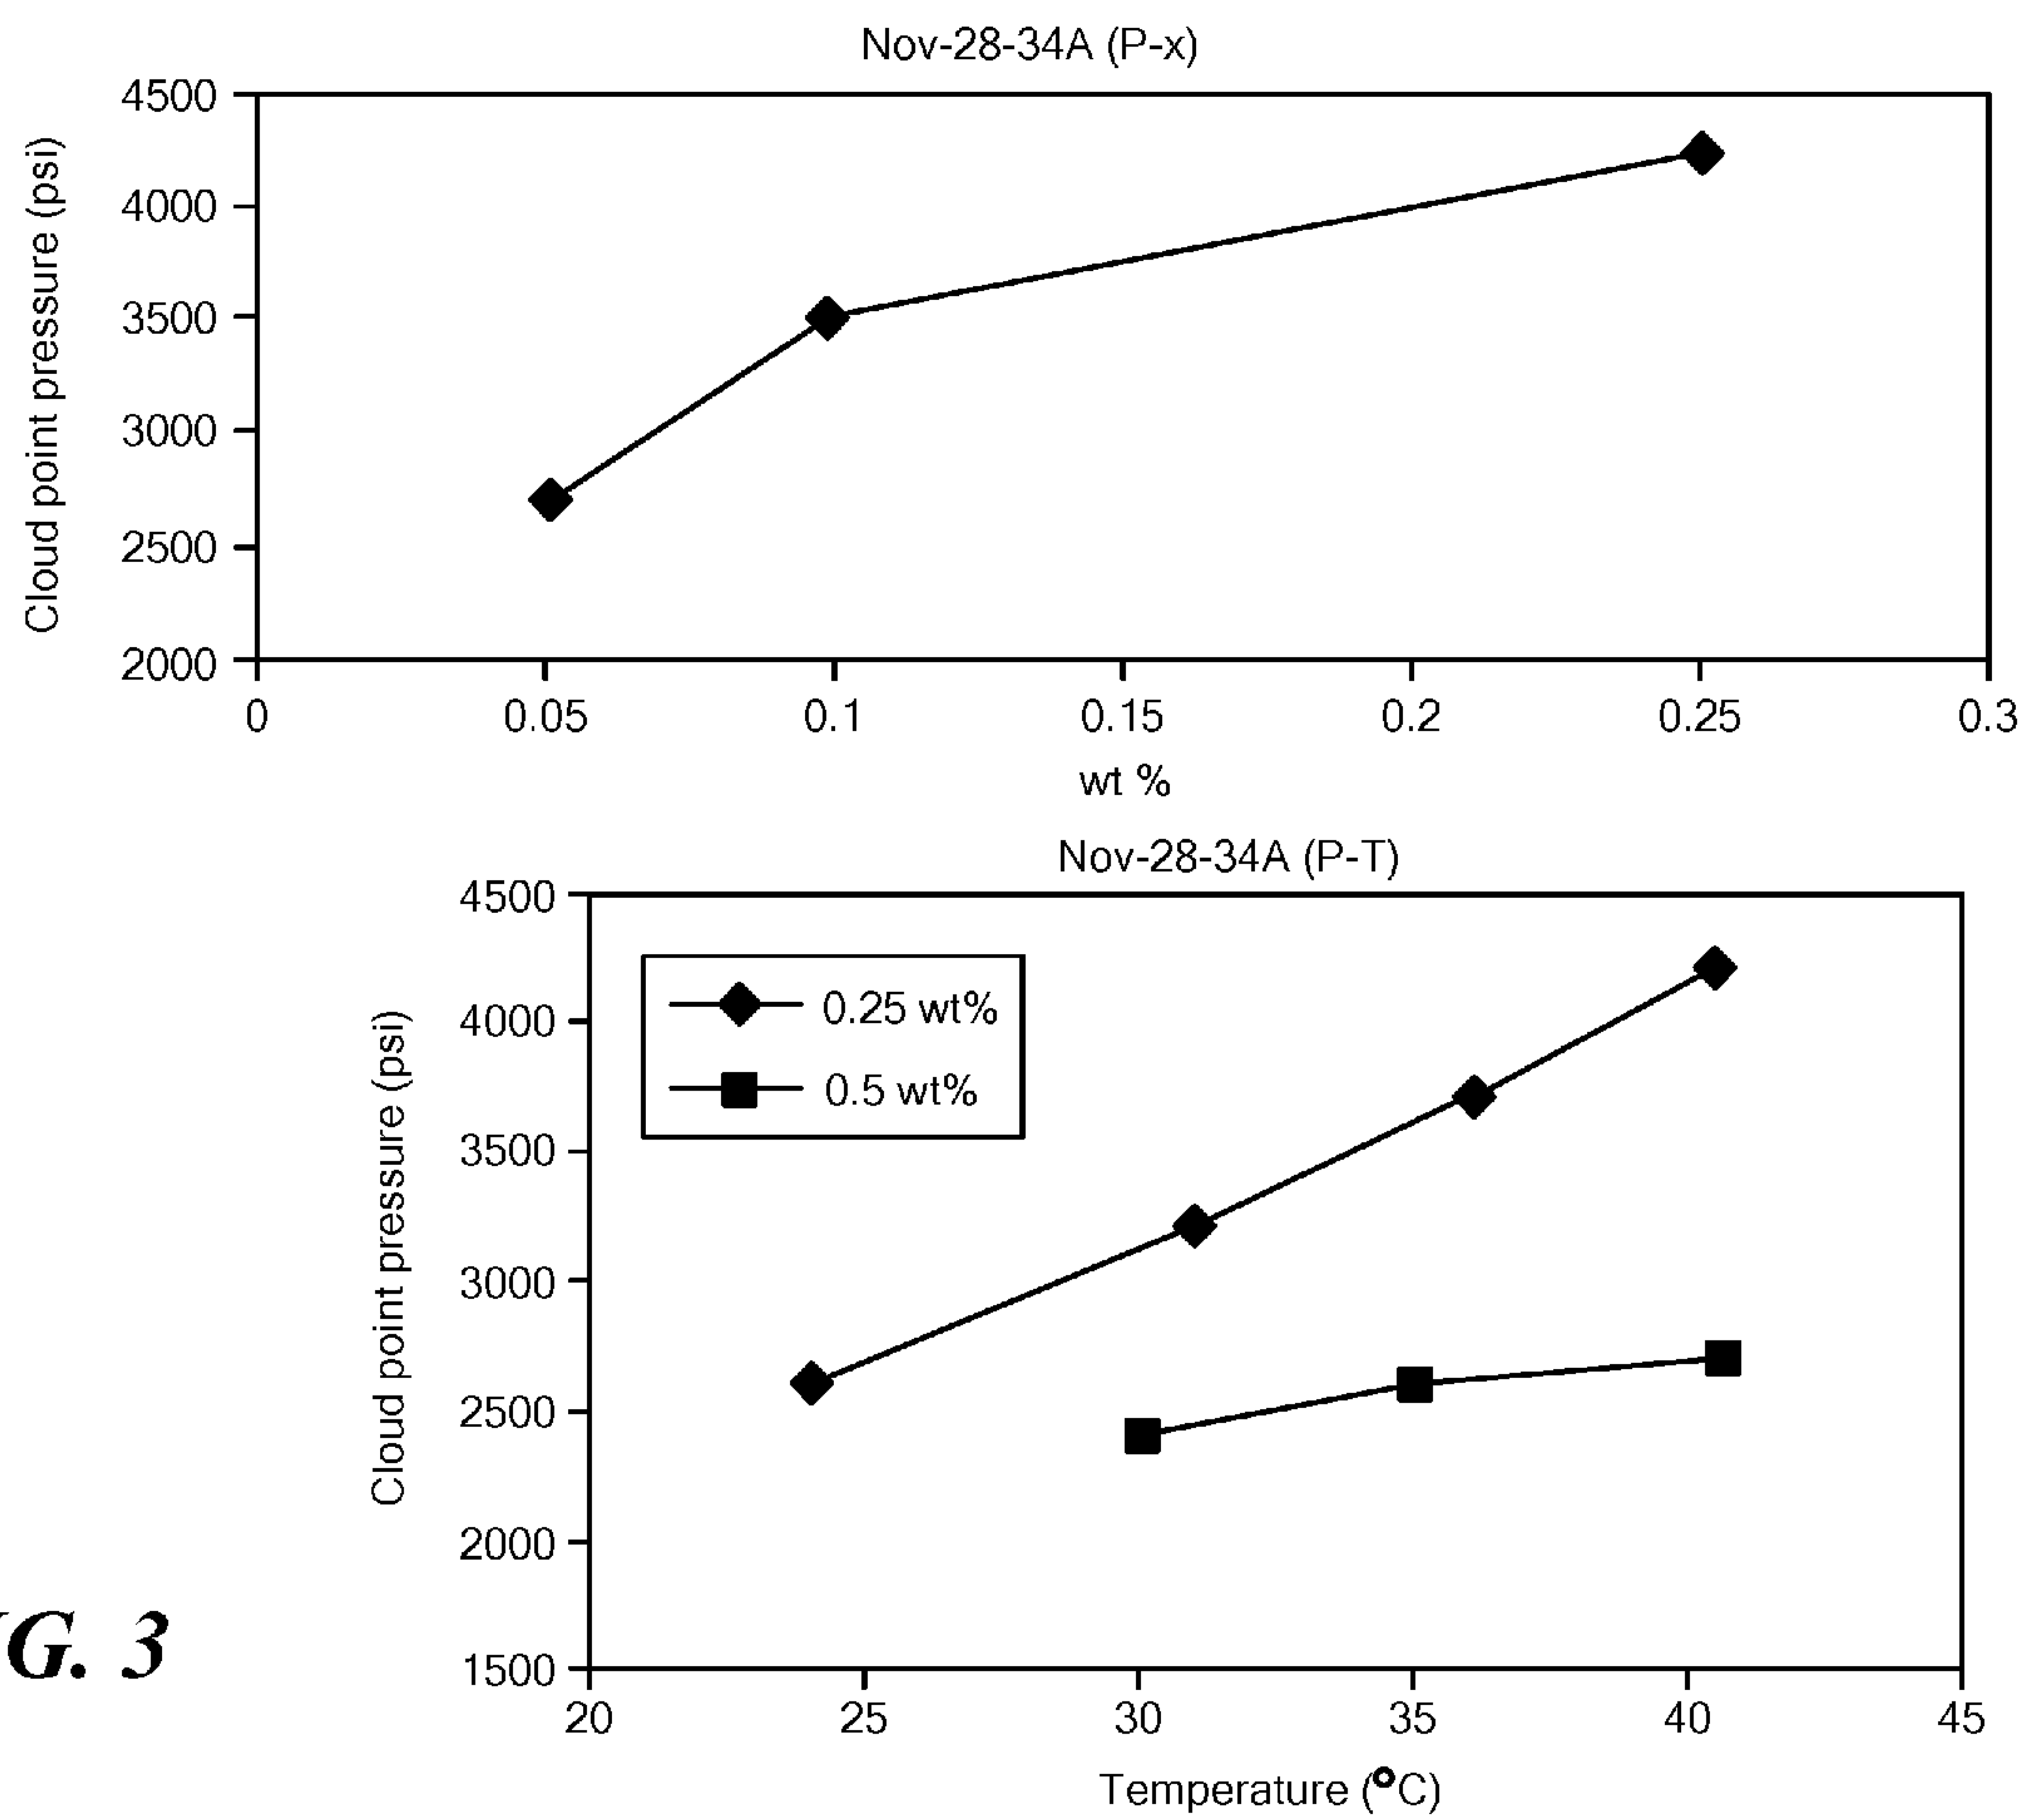 Nov-28-34A (P-x)
4500
4000
3500
3000
2500
2000
Cloud point pressure (psi)
0 0.05 0.1 0.15 0.2 0.25 0.3
wt %
Nov-28-34A (P-T)
4500
4000
3500
3000
2500
2000
1500
Cloud point pressure (psi)
0.25 wt%
0.5 wt%
20 25 30 35 40 45
Temperature (°C)
G. 3